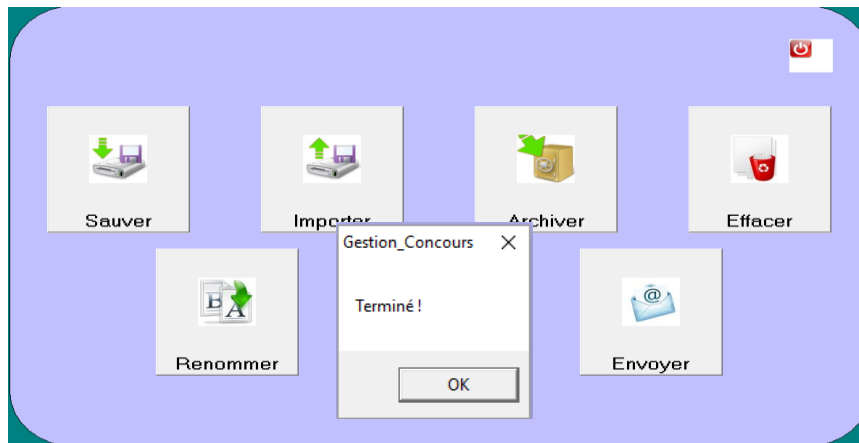 Sauver
Importer
Archiver
Effacer
Gestion_Concours
Terminé !
OK
Renommer
Envoyer